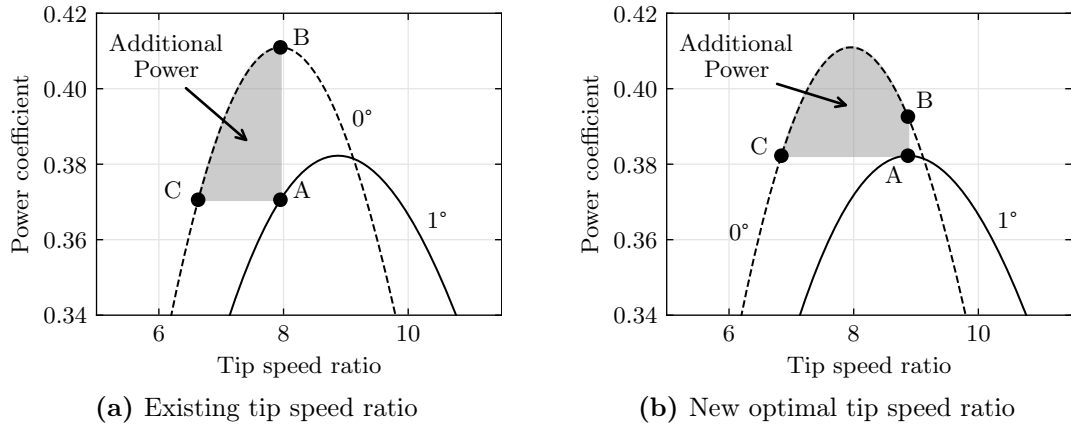 0.42
0.40
0.38
0.36
0.34
Power coefficient
Additional
Power
B
0°
C
A
1°
6
8
10
Tip speed ratio
(a) Existing tip speed ratio
0.42
0.40
0.38
0.36
0.34
Power coefficient
Additional
Power
B
C
A
0°
1°
6
8
10
Tip speed ratio
(b) New optimal tip speed ratio